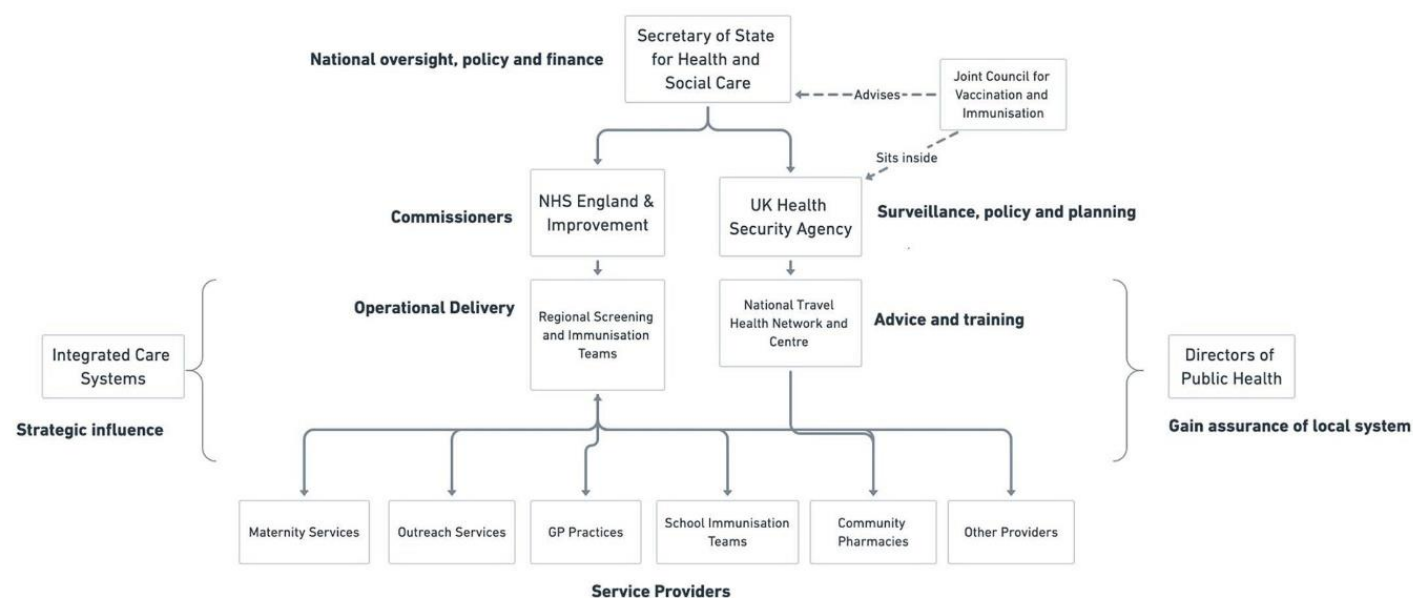 Secretary of State
for Health and
Social Care
National oversight, policy and finance
Joint Council for
Vaccination and
Immunisation
Advises
Sits inside
NHS England &
Improvement
Commissioners
UK Health
Security Agency
Surveillance, policy and planning
Operational Delivery
Regional Screening
and Immunisation
Teams
National Travel
Health Network and
Centre
Advice and training
Integrated Care
Systems
Strategic influence
Directors of
Public Health
Gain assurance of local system
Maternity Services
Outreach Services
GP Practices
School Immunisation
Teams
Community
Pharmacies
Other Providers
Service Providers